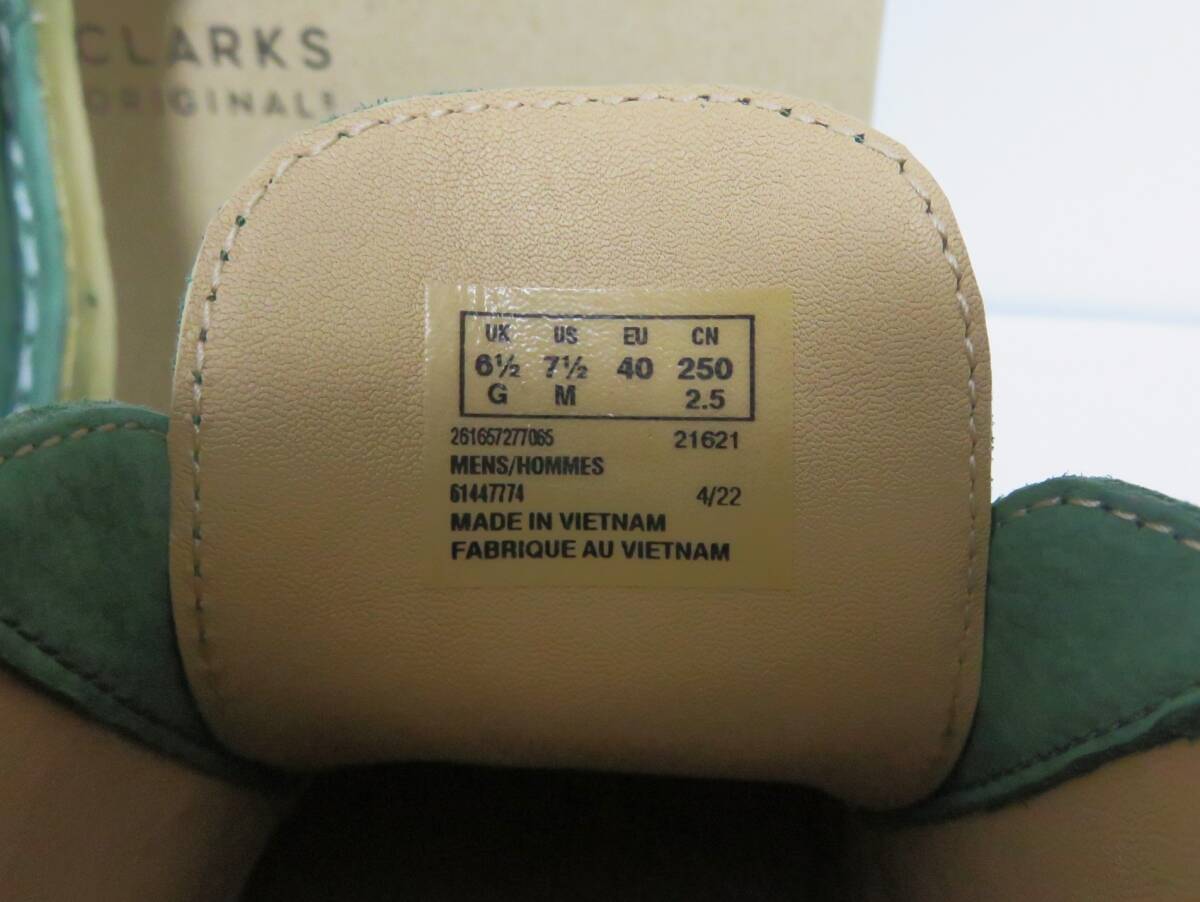 CLARKS
ORIGINALS
UK US EU CN
6½ 7½ 40 250
G M 2.5
261657277065 21621
MENS/HOMMES
61447774 4/22
MADE IN VIETNAM
FABRIQUE AU VIETNAM